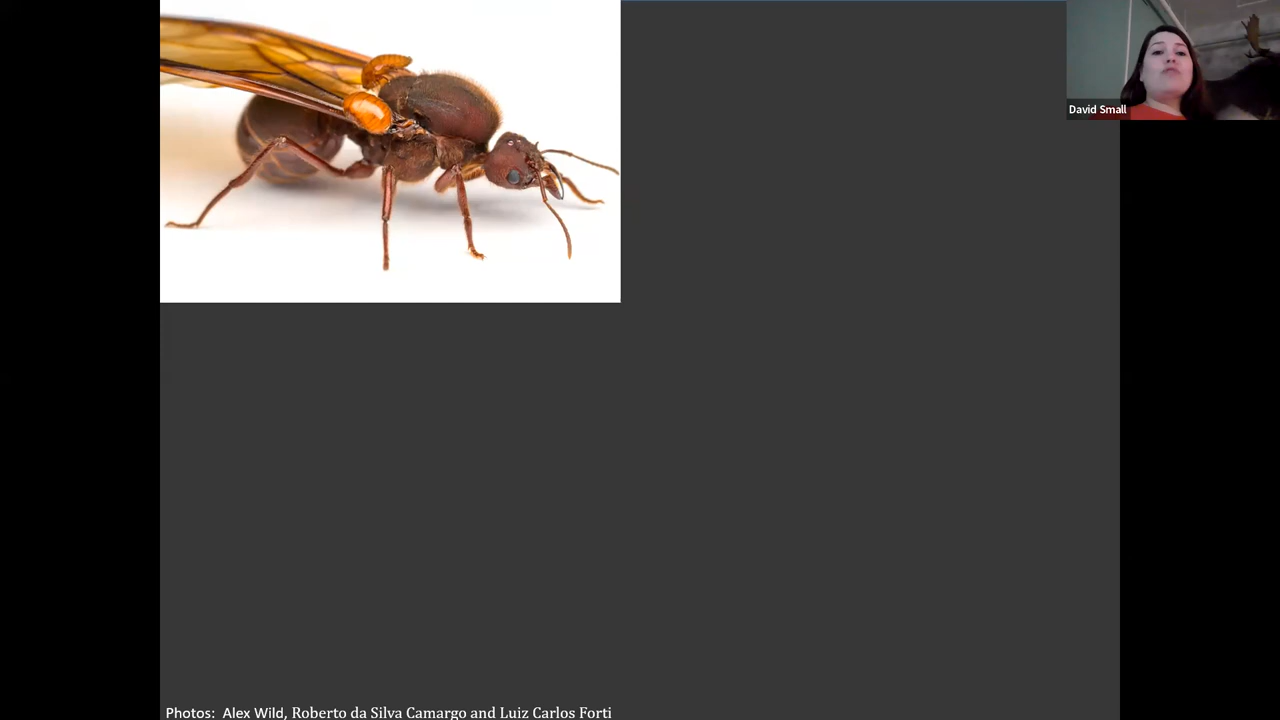 David Small
Photos:  Alex Wild, Roberto da Silva Camargo and Luiz Carlos Forti